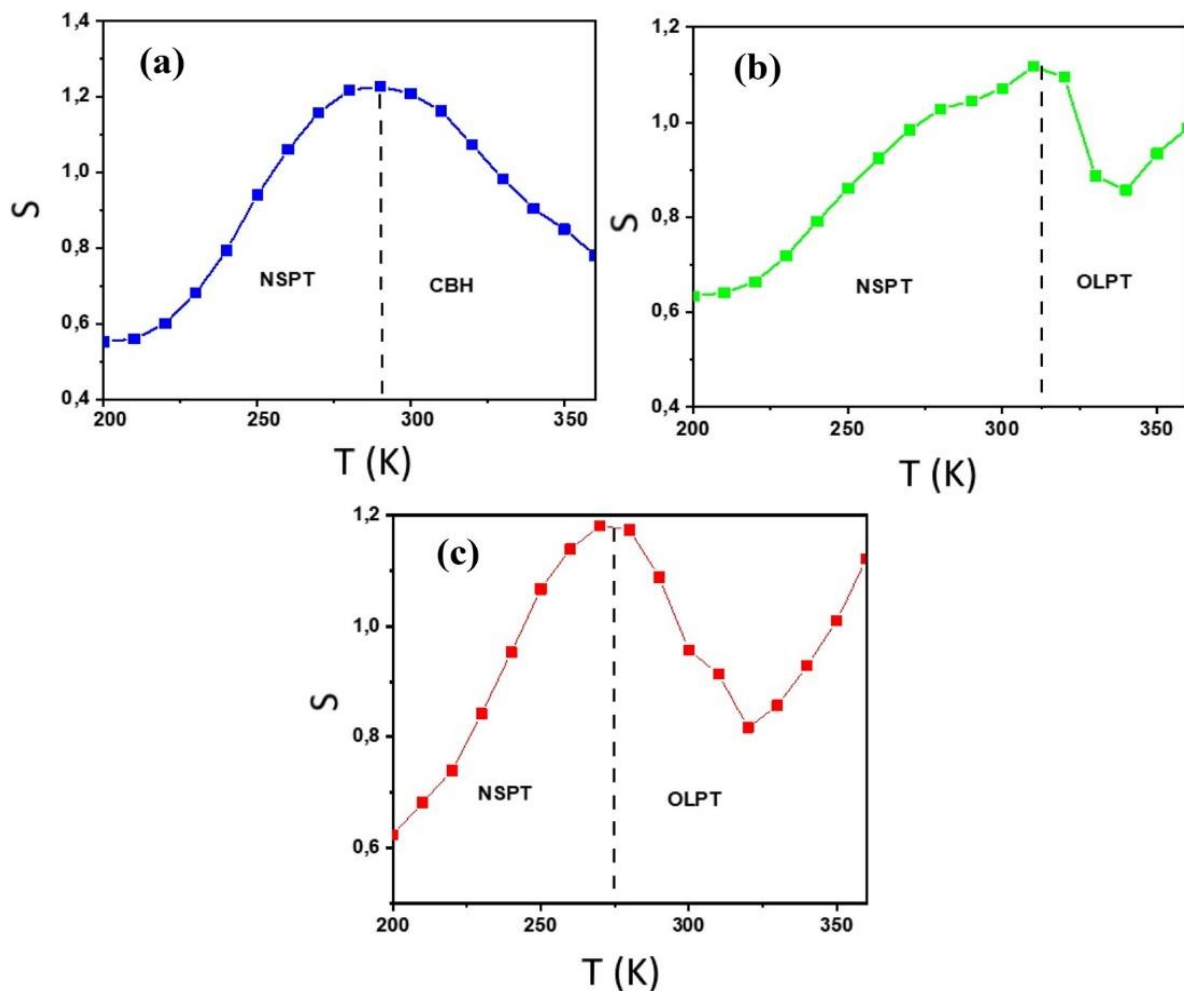 (a)
1,4
1,2
1,0
0,8
0,6
0,4
S
NSPT
CBH
200
250
300
350
T (K)
(b)
1,2
1,0
0,8
0,6
0,4
S
NSPT
OLPT
200
250
300
350
T (K)
(c)
1,2
1,0
0,8
0,6
S
NSPT
OLPT
200
250
300
350
T (K)